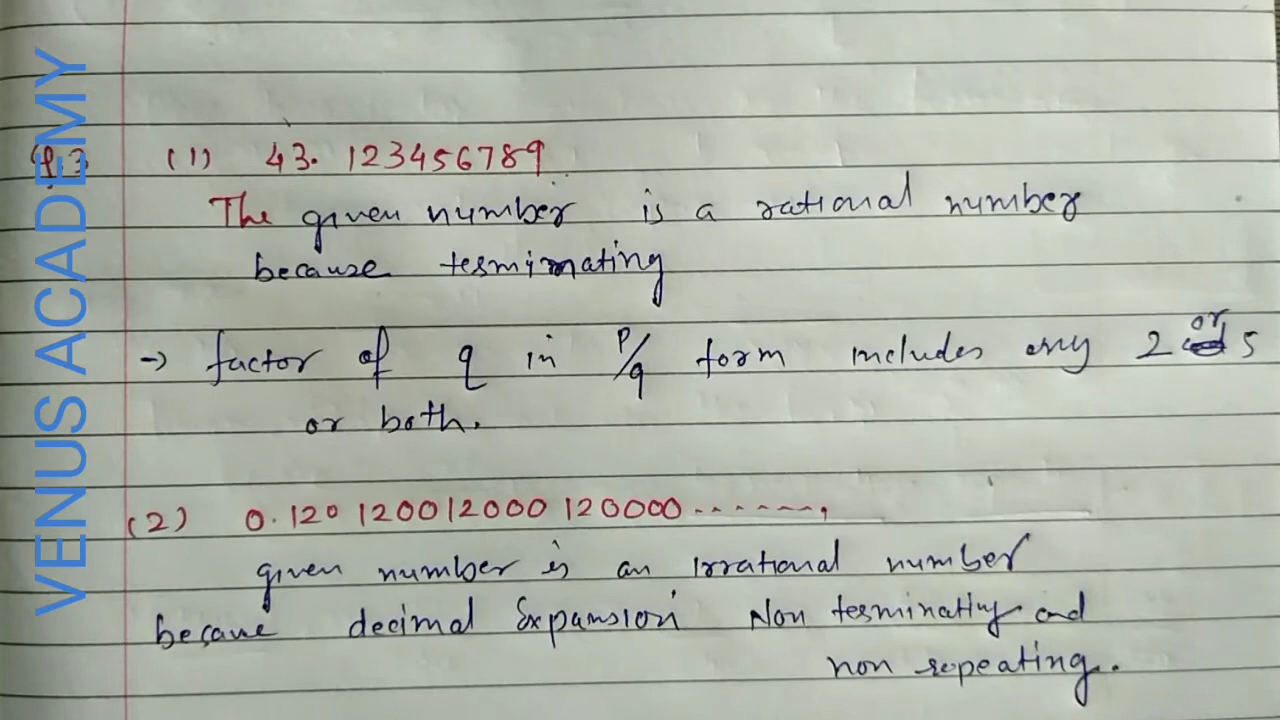 Q.3 (1) 43. 123456789
The given number is a rational number
because terminating
→ factor of q in P/q form includes any 2 or 5
or both.
(2) 0.120 120012000 120000-------,
given number is an irrational number
becaue decimal Expansion Non terminating and
non repeating.
VENUS ACADEMY